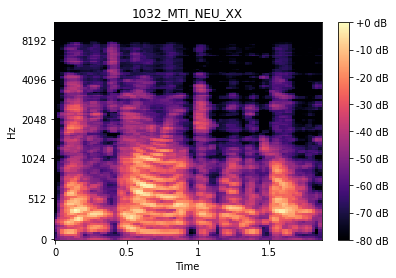 1032_MTI_NEU_XX
+0 dB
8192
-10 dB
4096
-20 dB
-30 dB
2048
Hz
-40 dB
1024
-50 dB
512
-60 dB
-70 dB
0
-80 dB
0
0.5
1
1.5
Time